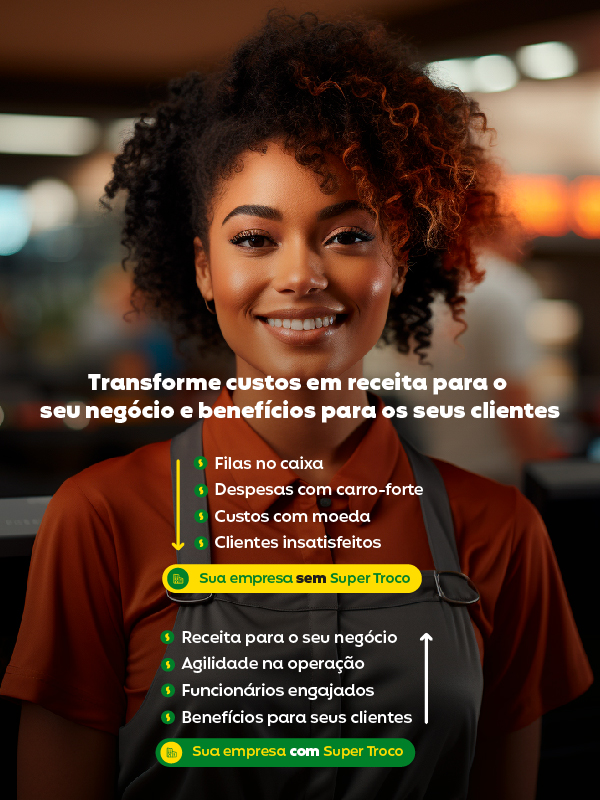 Transforme custos em receita para o
seu negócio e benefícios para os seus clientes
Filas no caixa
Despesas com carro-forte
Custos com moeda
Clientes insatisfeitos
Sua empresa sem Super Troco
Receita para o seu negócio
Agilidade na operação
Funcionários engajados
Benefícios para seus clientes
Sua empresa com Super Troco